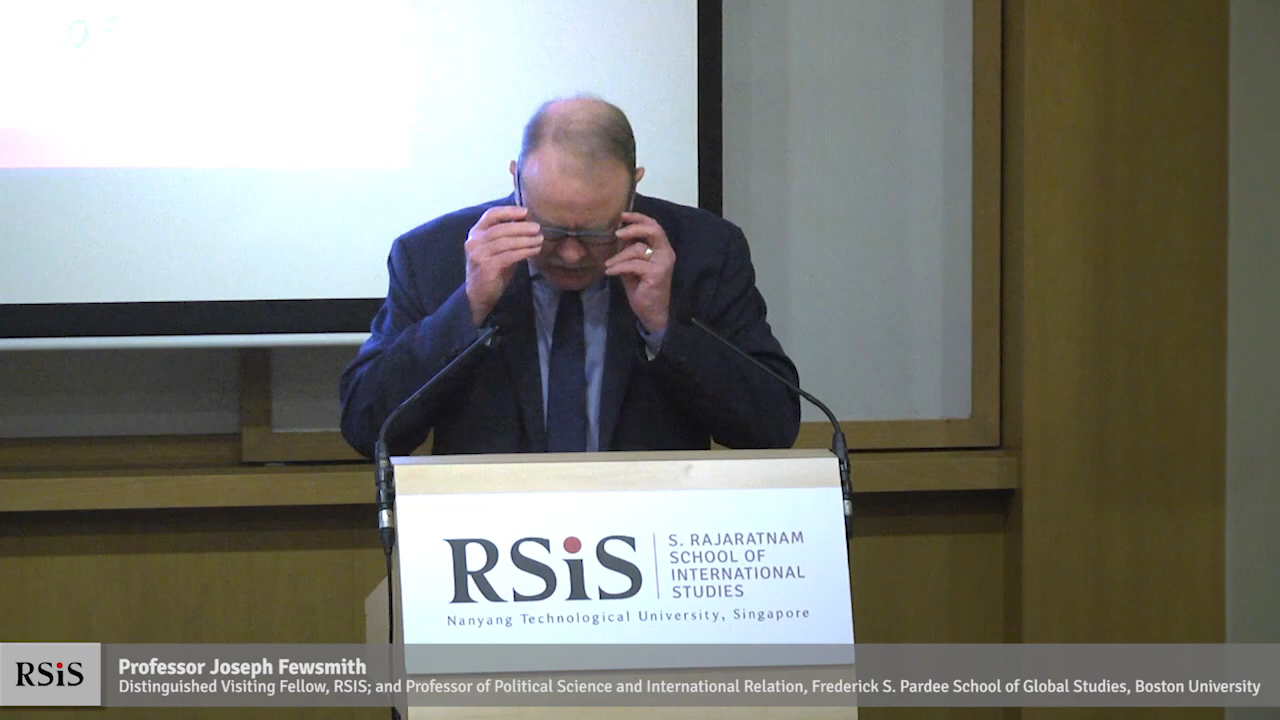 RSiS
S. RAJARATNAM
SCHOOL OF
INTERNATIONAL
STUDIES
Nanyang Technological University, Singapore
RSiS
Professor Joseph Fewsmith
Distinguished Visiting Fellow, RSIS; and Professor of Political Science and International Relation, Frederick S. Pardee School of Global Studies, Boston University